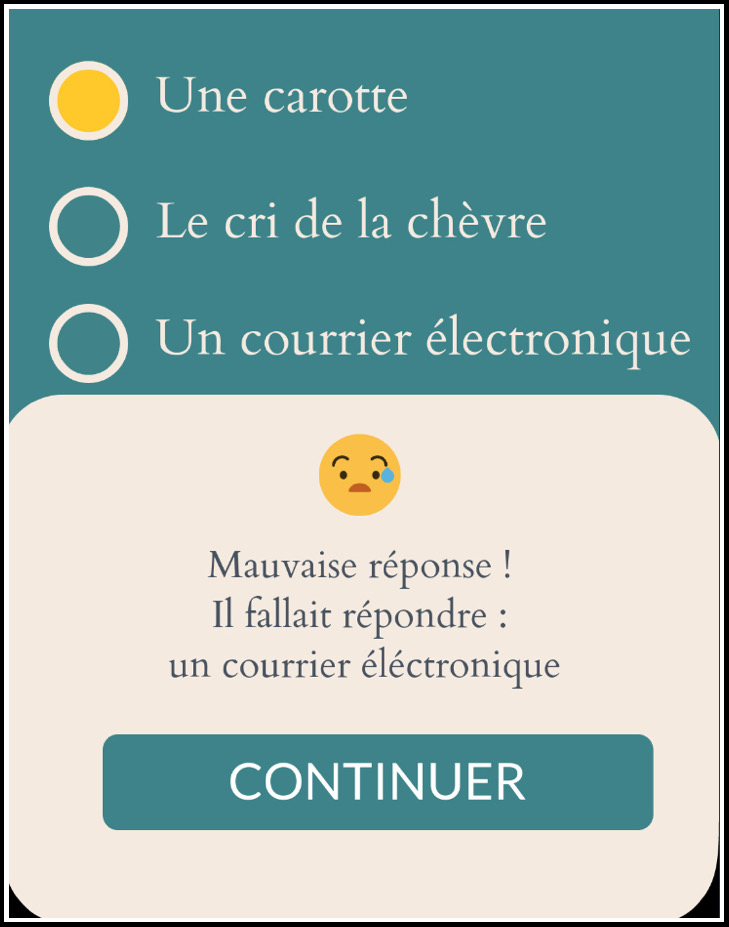 Une carotte
Le cri de la chèvre
Un courrier électronique
Mauvaise réponse !
Il fallait répondre :
un courrier éléctronique
CONTINUER